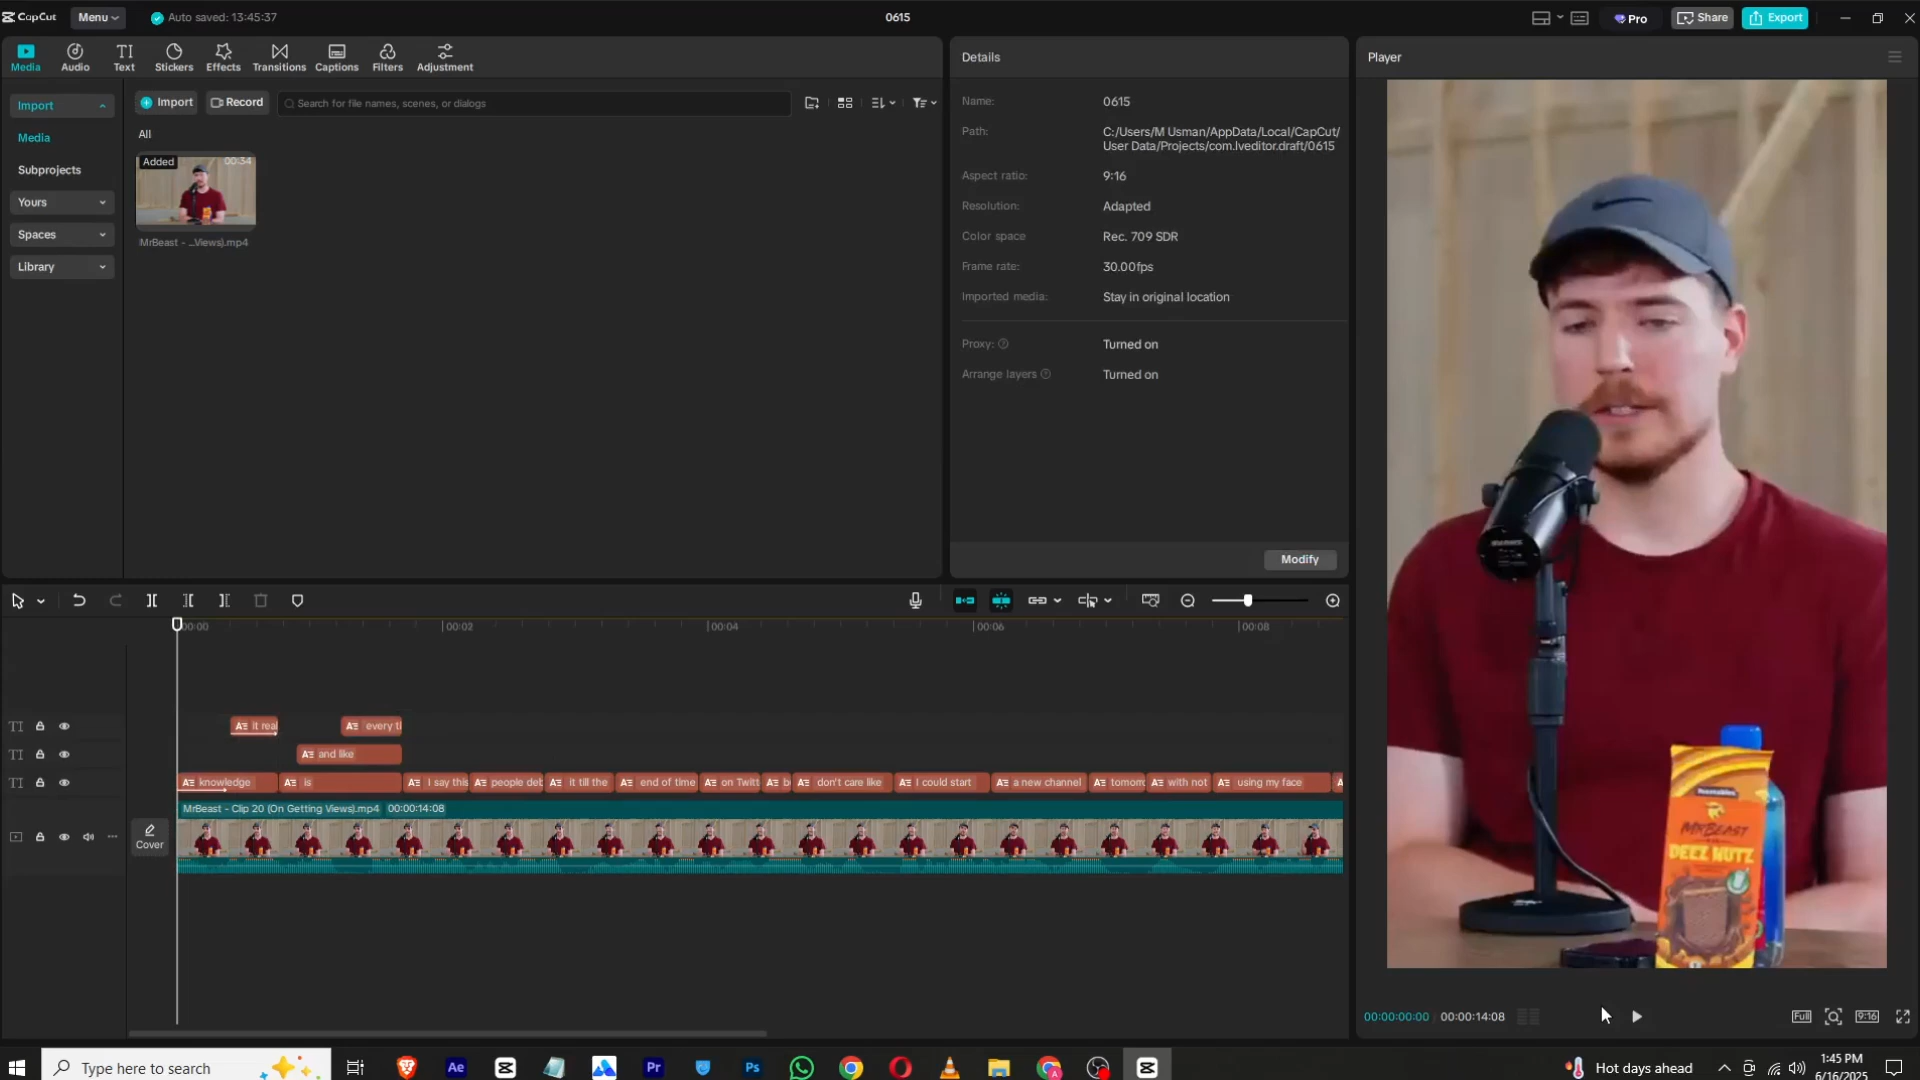 CapCut Menu Auto saved: 13:45:37 0615 Pro Share Export
Media Audio Text Stickers Effects Transitions Captions Filters Adjustment
Import
Media
Subprojects
Yours
Spaces
Library
Import Record Search for file names, scenes, or dialogs
All
Added 00:34
MrBeast - ...Views).mp4
Details
Name: 0615
Path: C:/Users/M Usman/AppData/Local/CapCut/
User Data/Projects/com.lveditor.draft/0615
Aspect ratio: 9:16
Resolution: Adapted
Color space Rec. 709 SDR
Frame rate: 30.00fps
Imported media: Stay in original location
Proxy: Turned on
Arrange layers Turned on
Modify
Player
MrBEAST
DEEZ NUTZ
00:00:00:00 00:00:14:08 Full 9:16
00:00 00:02 00:04 00:06 00:08
it real every tl
and like
knowledge is I say this people deb it till the end of time on Twitt don't care like I could start a new channel tomorr with not using my face
MrBeast - Clip 20 (On Getting Views).mp4 00:00:14:08
Cover
Type here to search Ae Pr Ps Hot days ahead 1:45 PM
6/16/2025